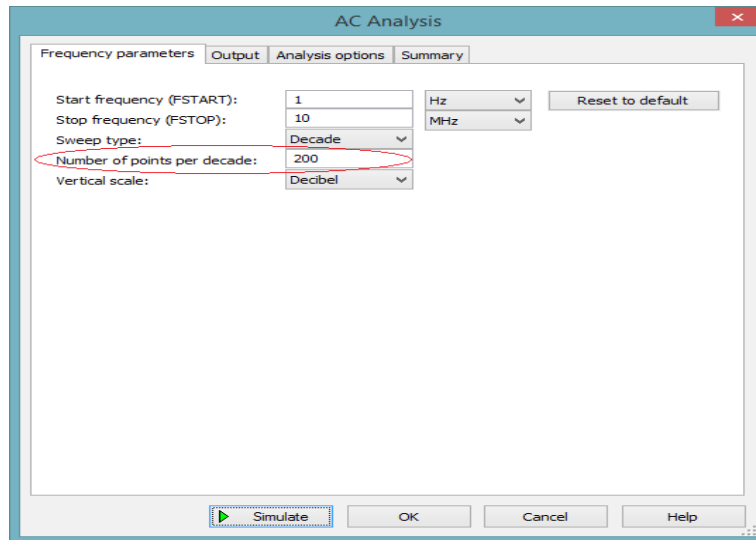 AC Analysis
Frequency parameters Output Analysis options Summary
Start frequency (FSTART): 1 Hz Reset to default
Stop frequency (FSTOP): 10 MHz
Sweep type: Decade
Number of points per decade: 200
Vertical scale: Decibel
Simulate OK Cancel Help